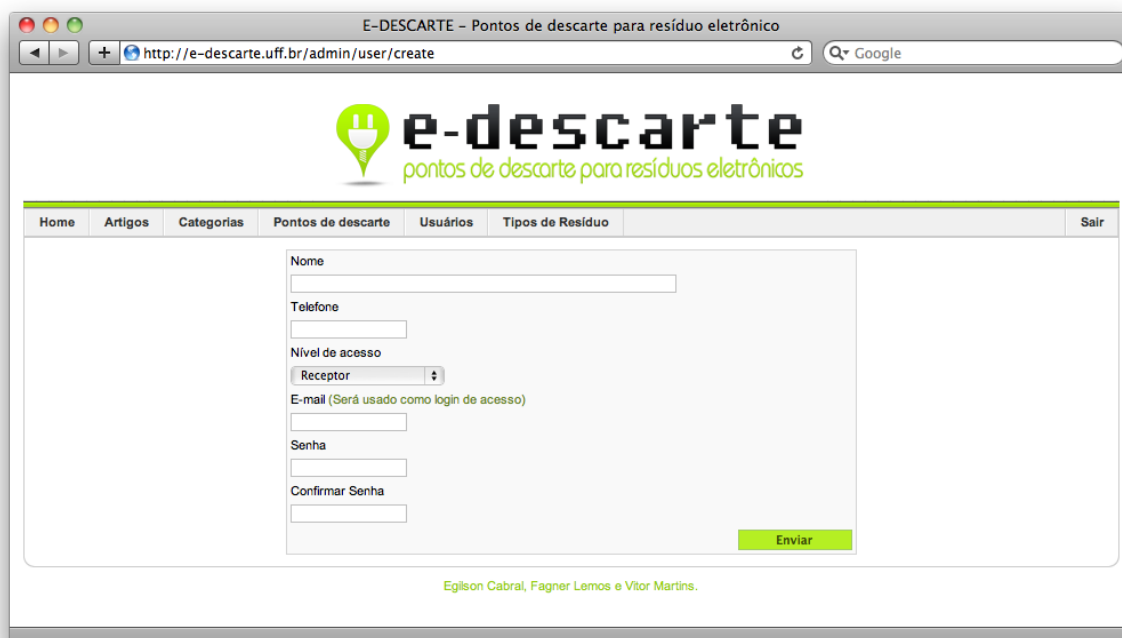 E-DESCARTE – Pontos de descarte para resíduo eletrônico
http://e-descarte.uff.br/admin/user/create
Google
e-descarte
pontos de descarte para resíduos eletrônicos
Home Artigos Categorias Pontos de descarte Usuários Tipos de Resíduo Sair
Nome
Telefone
Nível de acesso
Receptor
E-mail (Será usado como login de acesso)
Senha
Confirmar Senha
Enviar
Egilson Cabral, Fagner Lemos e Vitor Martins.